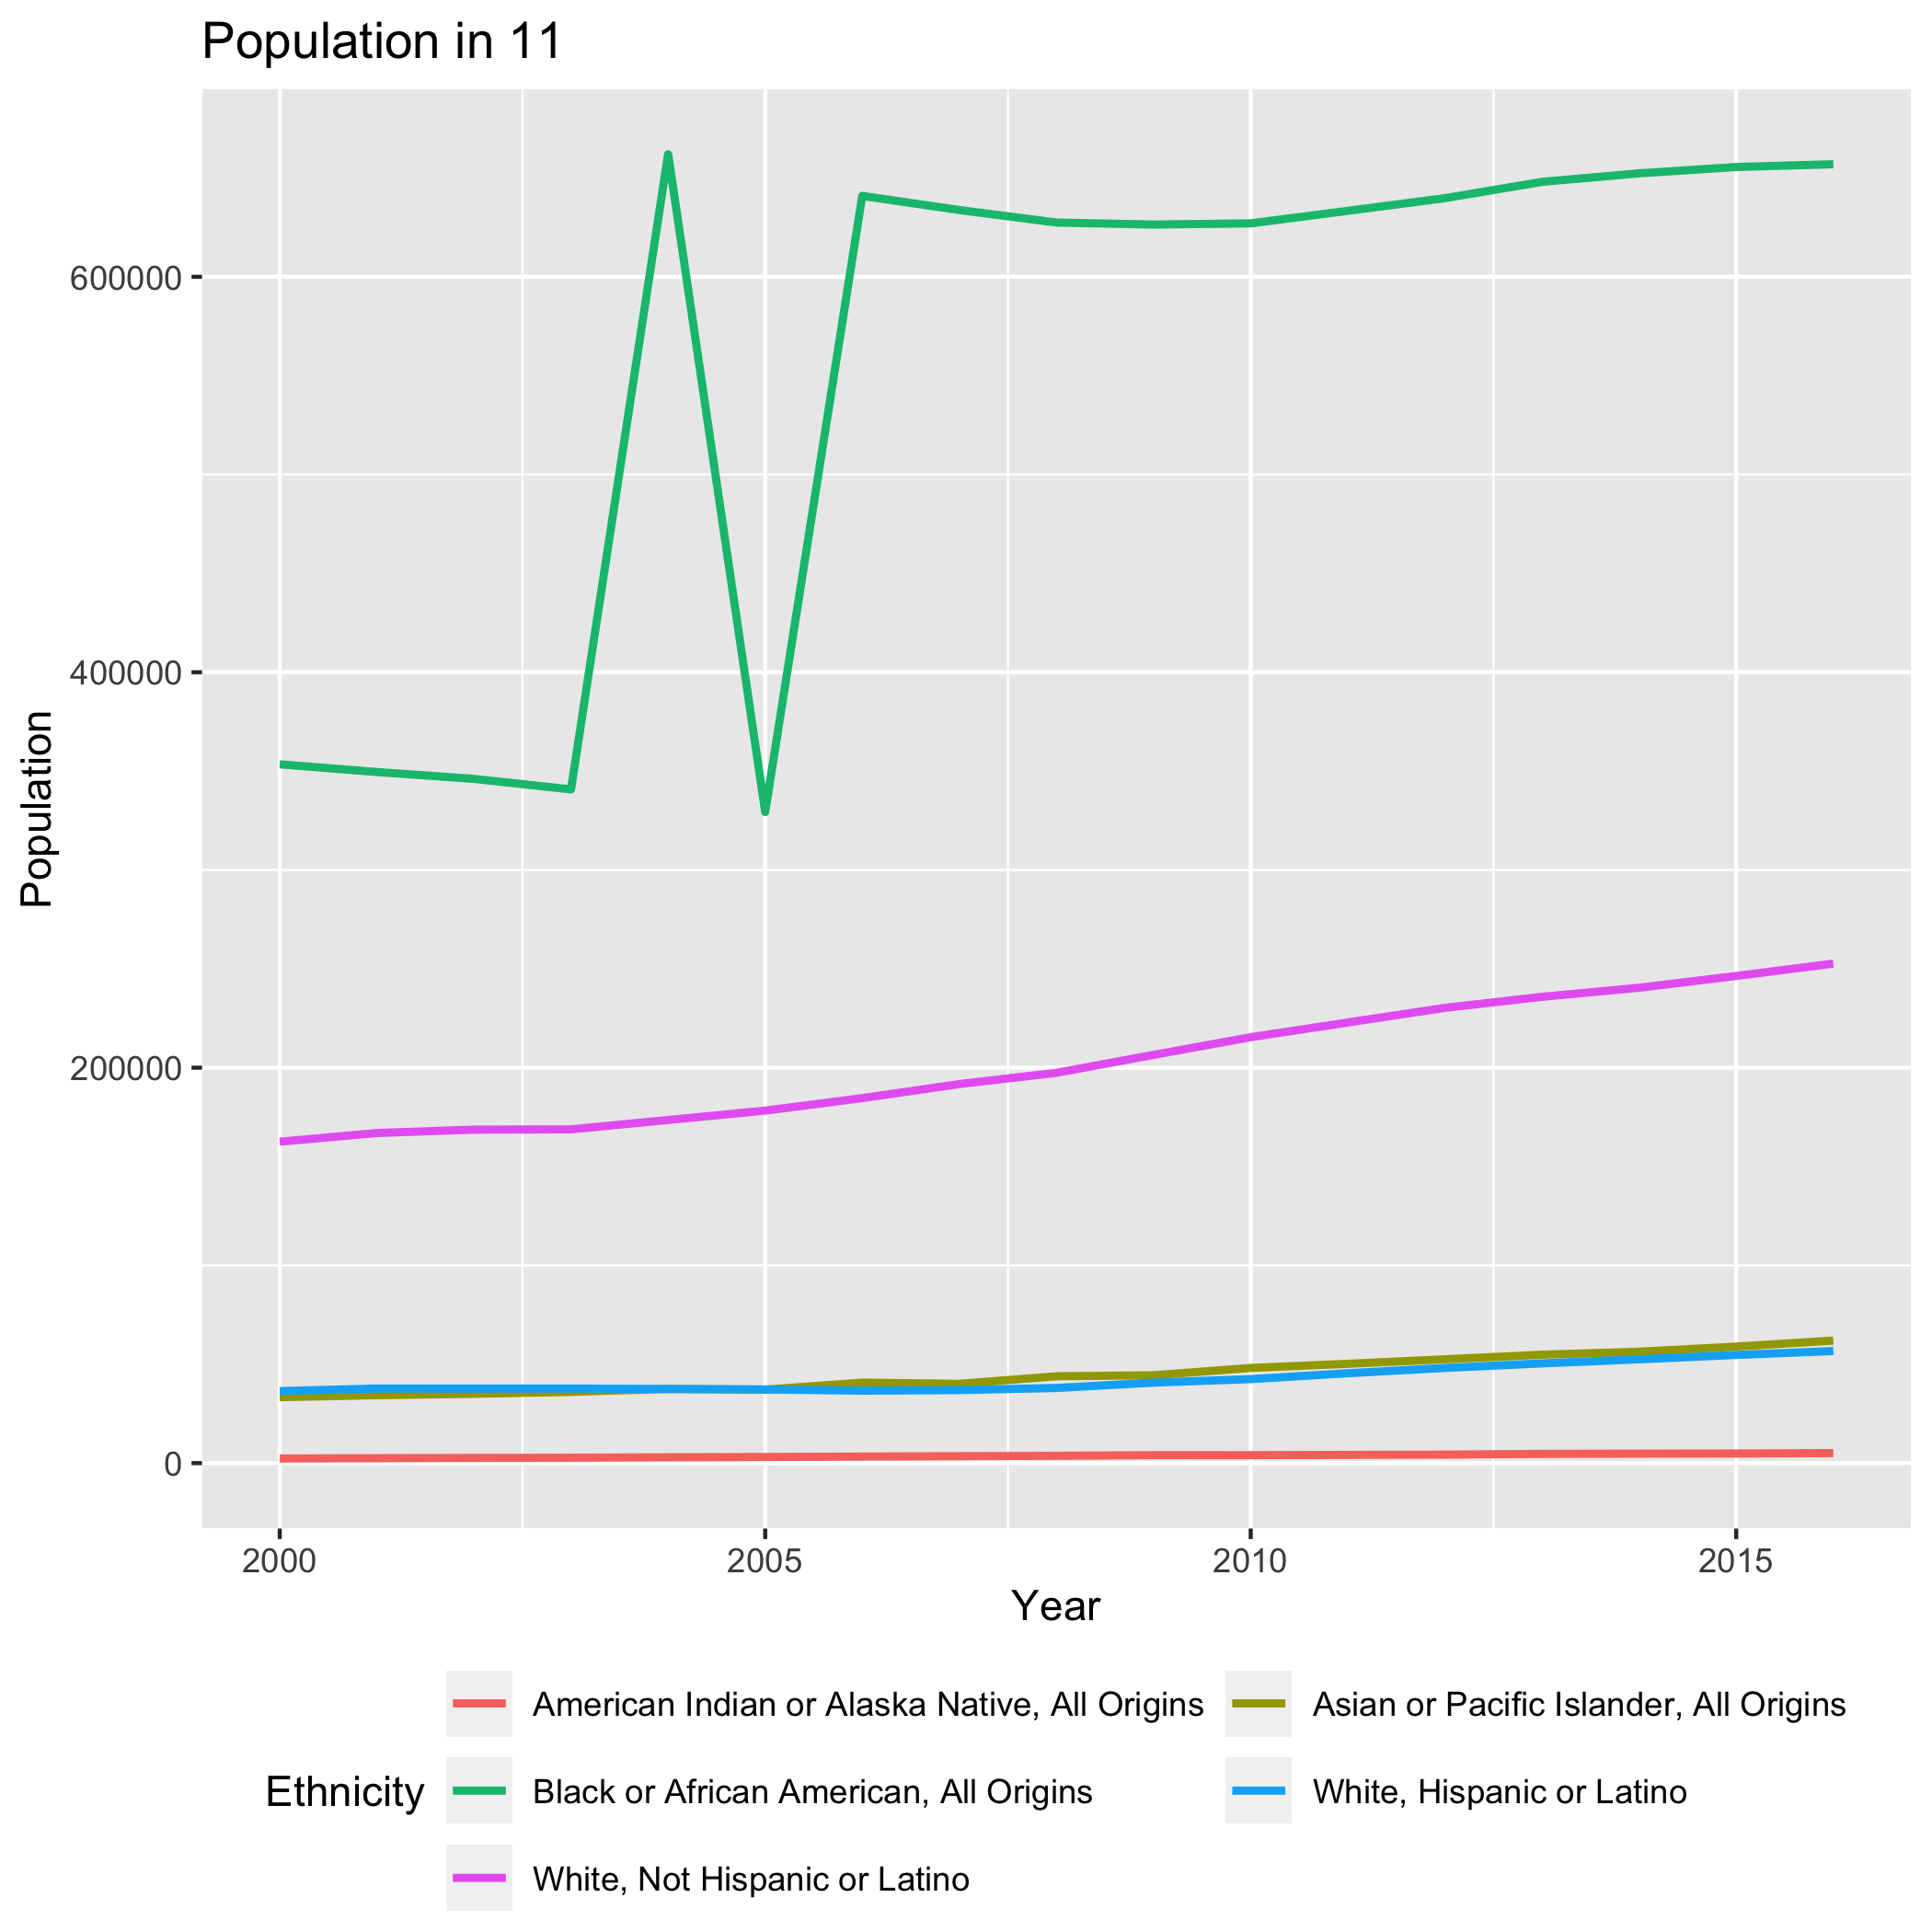 Population in 11
600000
400000
200000
0
Population
2000
2005
2010
2015
Year
Ethnicity
American Indian or Alaska Native, All Origins
Asian or Pacific Islander, All Origins
Black or African American, All Origins
White, Hispanic or Latino
White, Not Hispanic or Latino